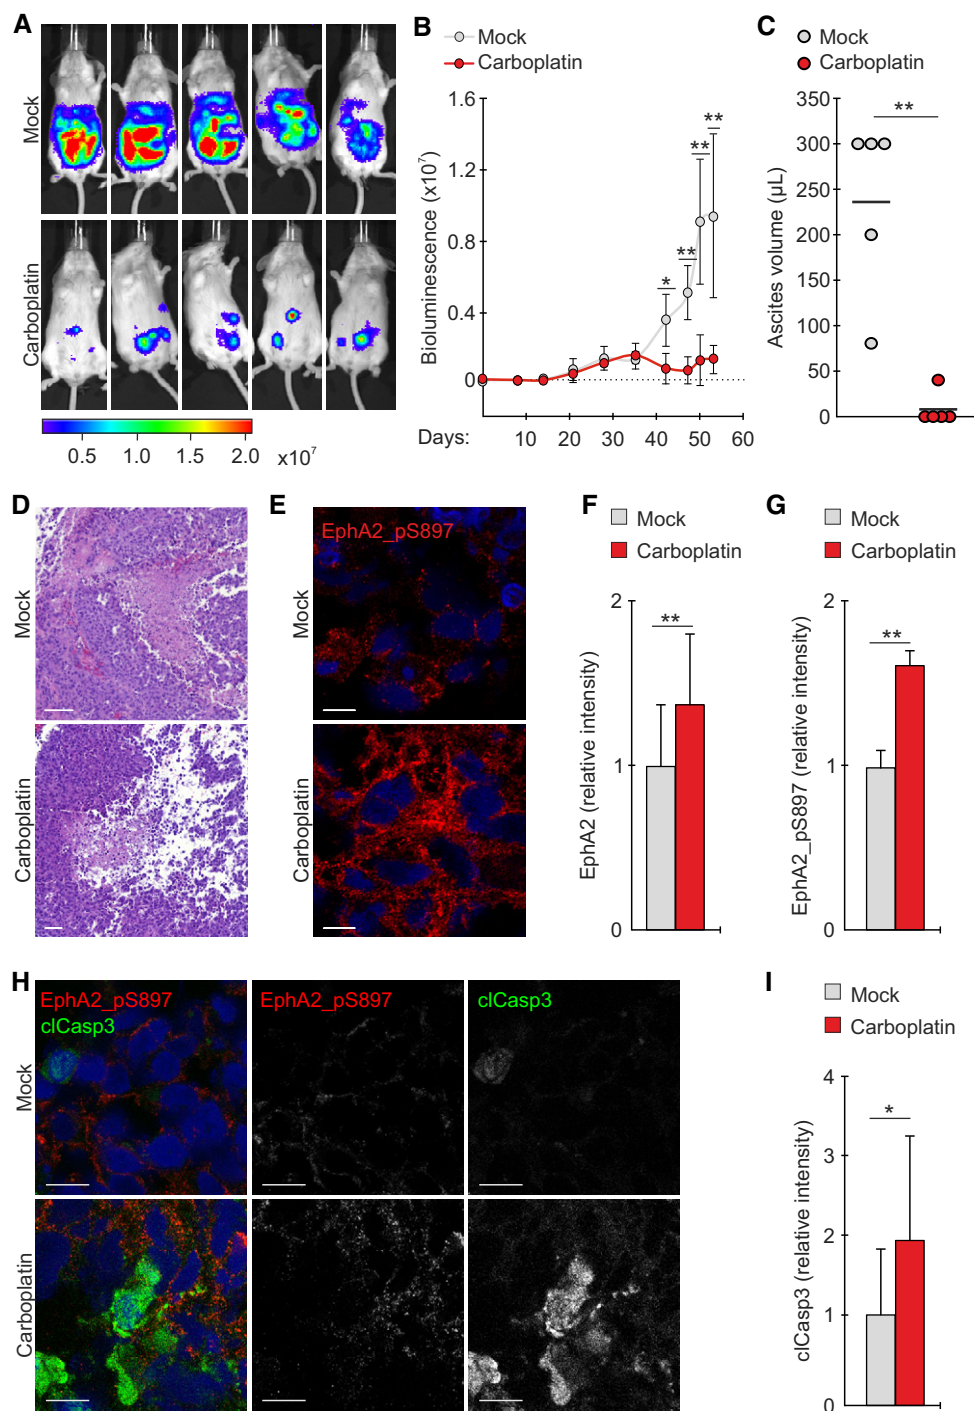 A
Mock
Carboplatin
0.5 1.0 1.5 2.0 x10⁷
B
Mock
Carboplatin
Bioluminescence (x10⁷)
1.6
1.2
0.8
0.4
0
* ** ** **
Days: 10 20 30 40 50 60
C
Mock
Carboplatin
**
Ascites volume (µL)
350
300
250
200
150
100
50
0
D
Mock
Carboplatin
E
EphA2_pS897
Mock
Carboplatin
F
Mock
Carboplatin
**
EphA2 (relative intensity)
2
1
0
G
Mock
Carboplatin
**
EphA2_pS897 (relative intensity)
2
1
0
H
EphA2_pS897
clCasp3
EphA2_pS897
clCasp3
Mock
Carboplatin
I
Mock
Carboplatin
*
clCasp3 (relative intensity)
4
3
2
1
0